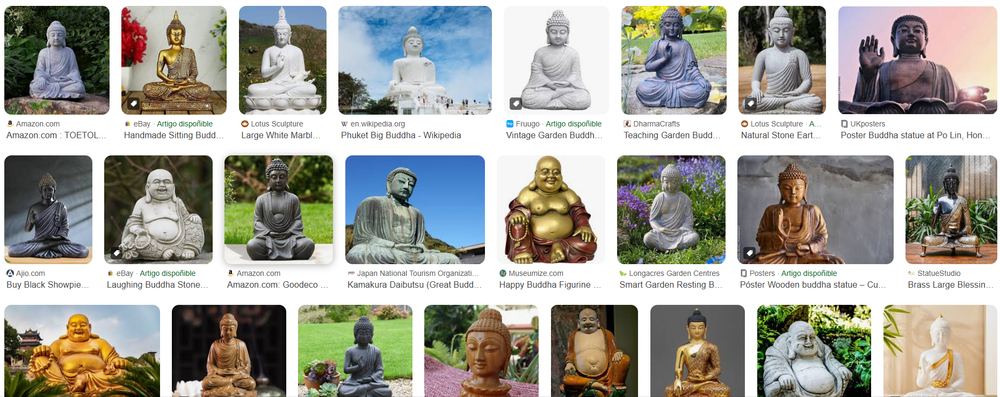 Amazon.com
Amazon.com : TOETOL...
eBay · Artigo dispoñible
Handmade Sitting Budd...
Lotus Sculpture
Large White Marbl...
en.wikipedia.org
Phuket Big Buddha - Wikipedia
Fruugo · Artigo dispoñible
Vintage Garden Buddh...
DharmaCrafts
Teaching Garden Budd...
Lotus Sculpture · A...
Natural Stone Eart...
UKposters
Poster Buddha statue at Po Lin, Hon...
Ajio.com
Buy Black Showpie...
eBay · Artigo dispoñible
Laughing Buddha Stone...
Amazon.com
Amazon.com: Goodeco ...
Japan National Tourism Organizati...
Kamakura Daibutsu (Great Budd...
Museumize.com
Happy Buddha Figurine ...
Longacres Garden Centres
Smart Garden Resting B...
Posters · Artigo dispoñible
Póster Wooden buddha statue – Cu...
StatueStudio
Brass Large Blessin...